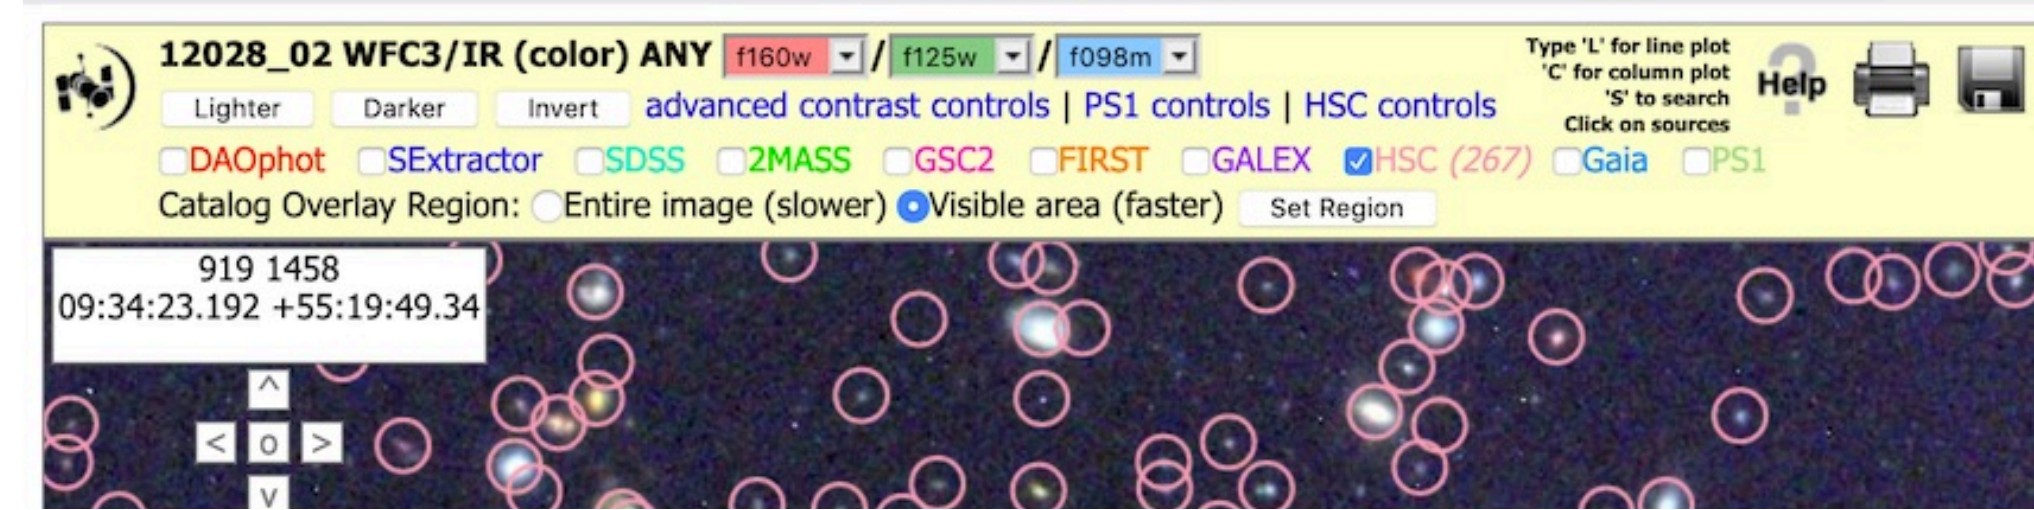 12028_02 WFC3/IR (color) ANY f160w / f125w / f098m
Lighter Darker Invert advanced contrast controls | PS1 controls | HSC controls
Type 'L' for line plot
'C' for column plot
'S' to search
Click on sources
Help
DAOphot SExtractor SDSS 2MASS GSC2 FIRST GALEX HSC (267) Gaia PS1
Catalog Overlay Region: Entire image (slower) Visible area (faster) Set Region
919 1458
09:34:23.192 +55:19:49.34
^
< o >
v